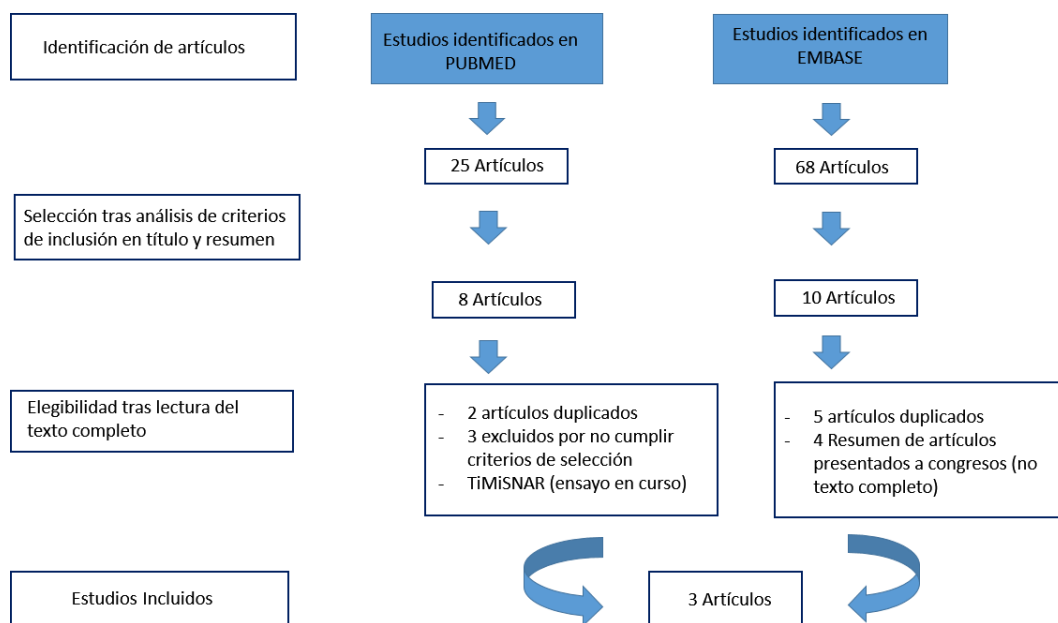 Identificación de artículos
Estudios identificados en
PUBMED
Estudios identificados en
EMBASE
25 Artículos
68 Artículos
Selección tras análisis de criterios
de inclusión en título y resumen
8 Artículos
10 Artículos
Elegibilidad tras lectura del
texto completo
- 2 artículos duplicados
- 3 excluidos por no cumplir
criterios de selección
- TiMiSNAR (ensayo en curso)
- 5 artículos duplicados
- 4 Resumen de artículos
presentados a congresos (no
texto completo)
Estudios Incluidos
3 Artículos